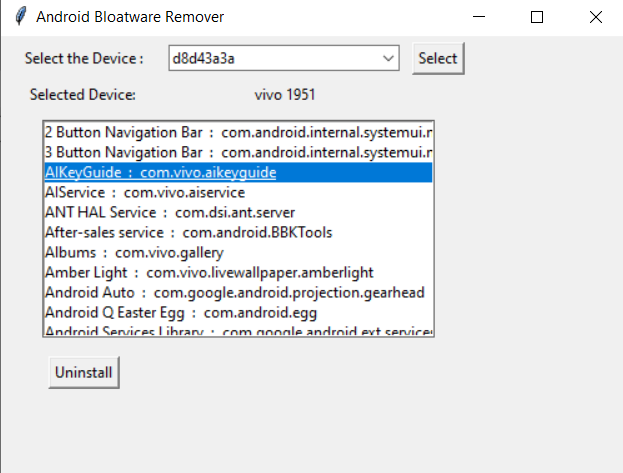 Android Bloatware Remover
Select the Device :
d8d43a3a
Select
Selected Device:
vivo 1951
2 Button Navigation Bar : com.android.internal.systemui.r
3 Button Navigation Bar : com.android.internal.systemui.r
AIKeyGuide : com.vivo.aikeyguide
AIService : com.vivo.aiservice
ANT HAL Service : com.dsi.ant.server
After-sales service : com.android.BBKTools
Albums : com.vivo.gallery
Amber Light : com.vivo.livewallpaper.amberlight
Android Auto : com.google.android.projection.gearhead
Android Q Easter Egg : com.android.egg
Android Services Library : com.google.android.ext.services
Uninstall